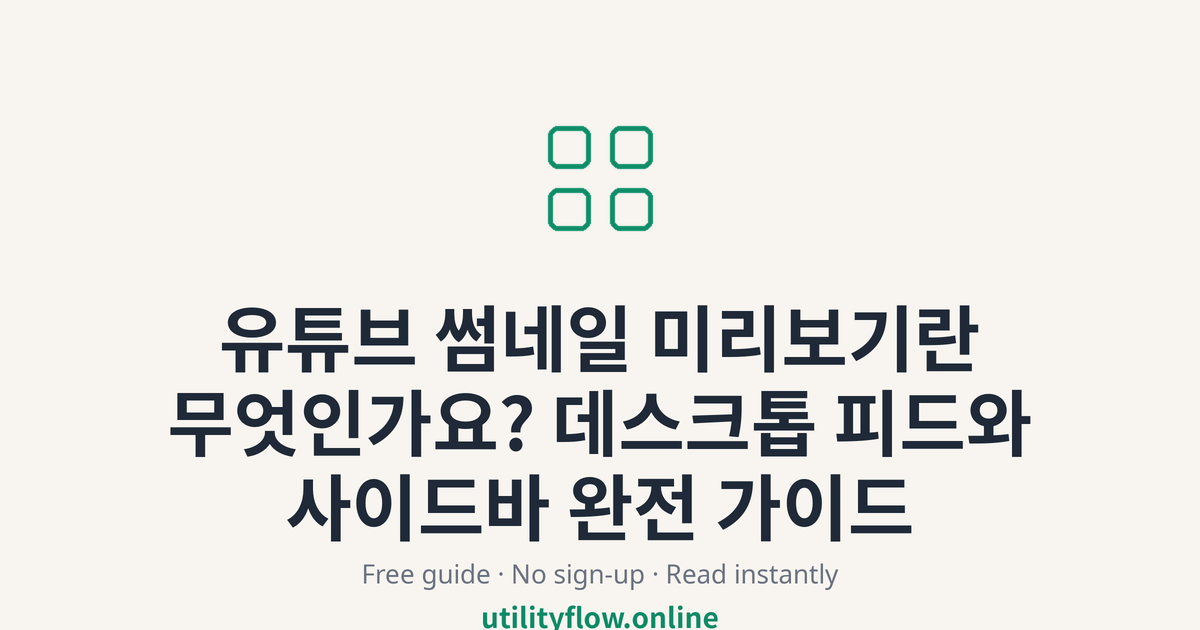 유튜브 썸네일 미리보기란
무엇인가요? 데스크톱 피드와
사이드바 완전 가이드
Free guide · No sign-up · Read instantly
utilityflow.online